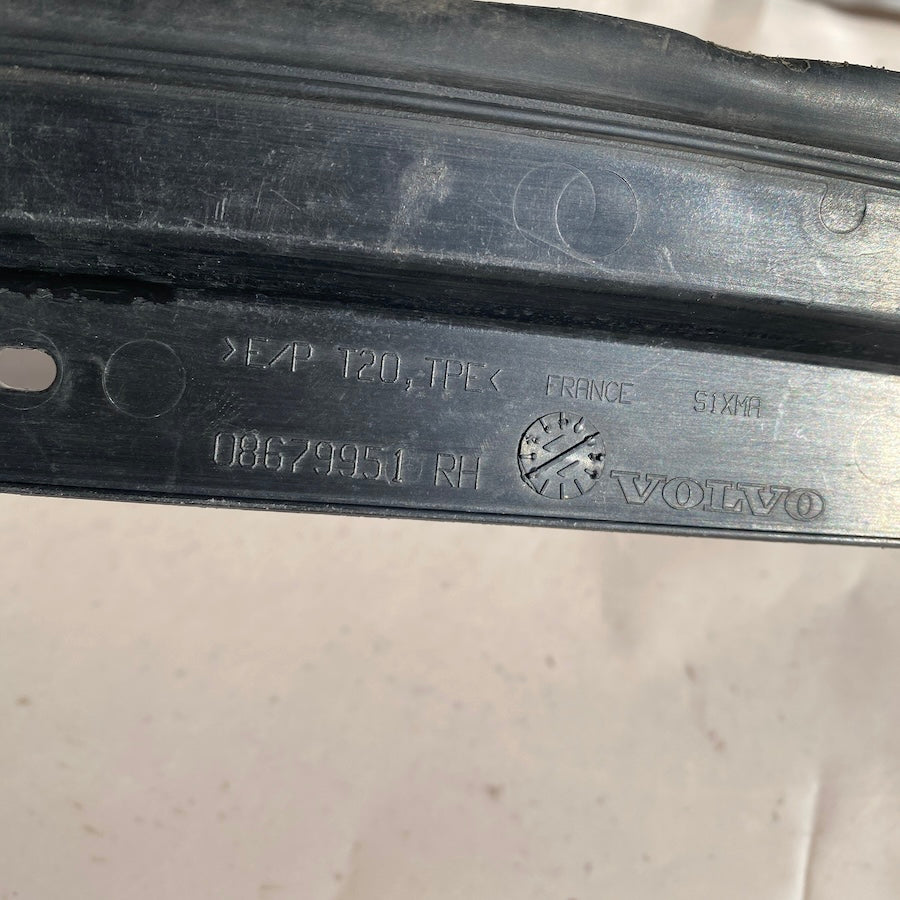 >E/P T20,TPE<
FRANCE
SIXMA
08679951 RH
VOLVO